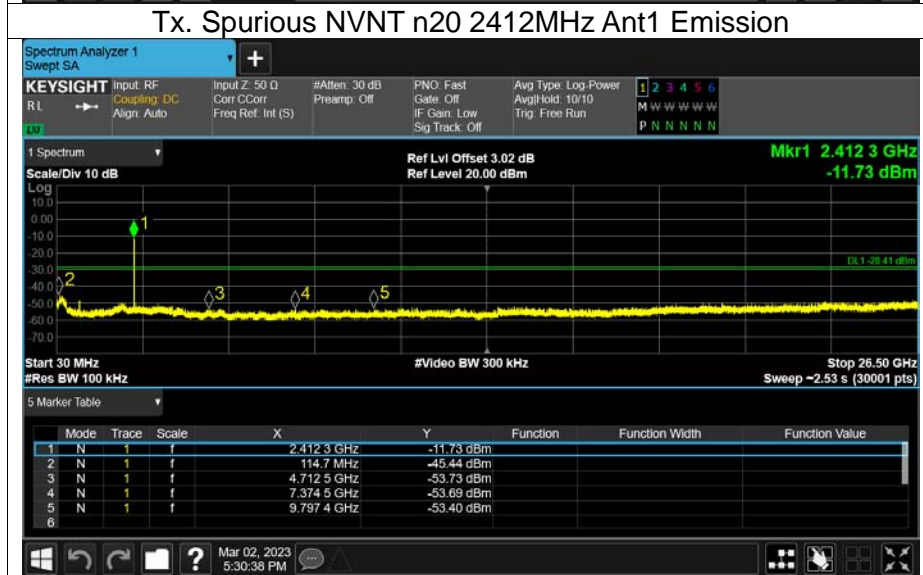 Tx. Spurious NVNT n20 2412MHz Ant1 Emission
Spectrum Analyzer 1
Swept SA
+
KEYSIGHT Input: RF Input Z: 50 Ω #Atten: 30 dB PNO: Fast Avg Type: Log-Power 1 2 3 4 5 6
R L Coupling: DC Corr CCorr Preamp: Off Gate: Off Avg|Hold: 10/10 M W W W W W
Align: Auto Freq Ref: Int (S) IF Gain: Low Trig: Free Run
LXI Sig Track: Off P N N N N N
1 Spectrum Ref Lvl Offset 3.02 dB Mkr1 2.412 3 GHz
Scale/Div 10 dB Ref Level 20.00 dBm -11.73 dBm
Log
10.0
0.00
1
-10.0
-20.0
DL1 -28.41 dBm
-30.0
2
-40.0
3 4 5
-50.0
-60.0
-70.0
Start 30 MHz #Video BW 300 kHz Stop 26.50 GHz
#Res BW 100 kHz Sweep ~2.53 s (30001 pts)
5 Marker Table
Mode Trace Scale X Y Function Function Width Function Value
1 N 1 f 2.412 3 GHz -11.73 dBm
2 N 1 f 114.7 MHz -45.44 dBm
3 N 1 f 4.712 5 GHz -53.73 dBm
4 N 1 f 7.374 5 GHz -53.69 dBm
5 N 1 f 9.797 4 GHz -53.40 dBm
6
? Mar 02, 2023
5:30:38 PM